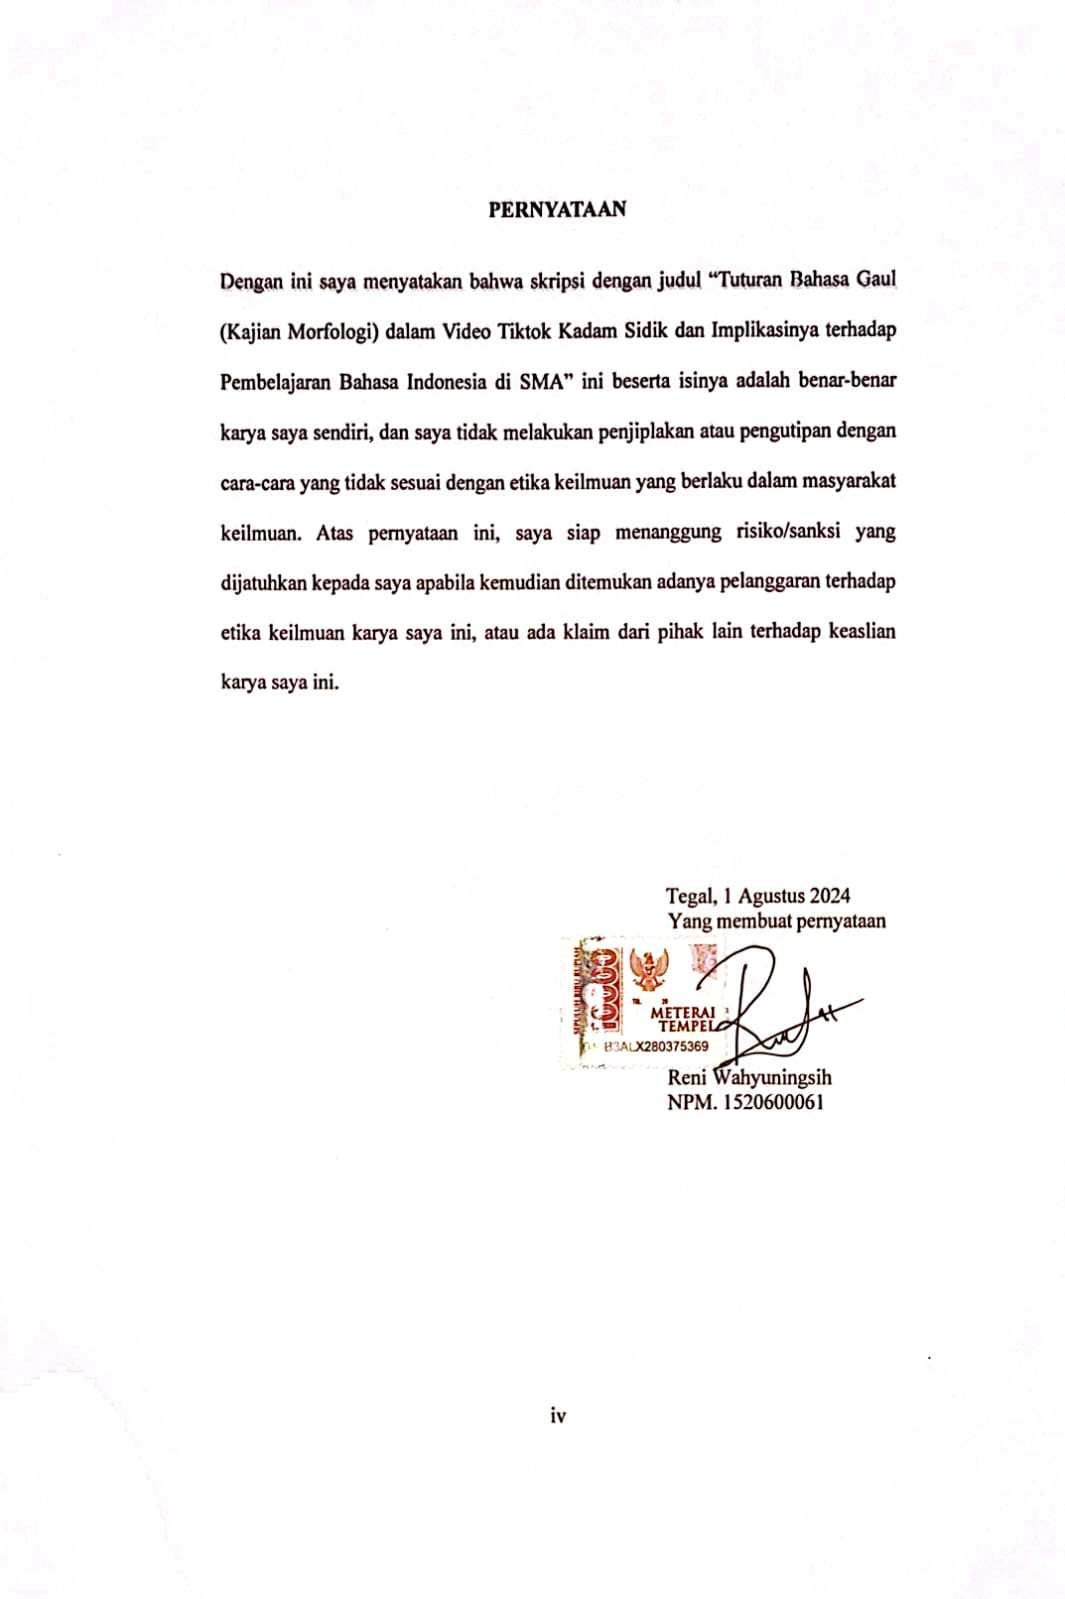 PERNYATAAN
Dengan ini saya menyatakan bahwa skripsi dengan judul “Tuturan Bahasa Gaul
(Kajian Morfologi) dalam Video Tiktok Kadam Sidik dan Implikasinya terhadap
Pembelajaran Bahasa Indonesia di SMA” ini beserta isinya adalah benar-benar
karya saya sendiri, dan saya tidak melakukan penjiplakan atau pengutipan dengan
cara-cara yang tidak sesuai dengan etika keilmuan yang berlaku dalam masyarakat
keilmuan. Atas pernyataan ini, saya siap menanggung risiko/sanksi yang
dijatuhkan kepada saya apabila kemudian ditemukan adanya pelanggaran terhadap
etika keilmuan karya saya ini, atau ada klaim dari pihak lain terhadap keaslian
karya saya ini.
Tegal, 1 Agustus 2024
Yang membuat pernyataan
SEPULUH RIBU RUPIAH
10000
METERAI
TEMPEL
B3ALX280375369
Reni Wahyuningsih
NPM. 1520600061
iv